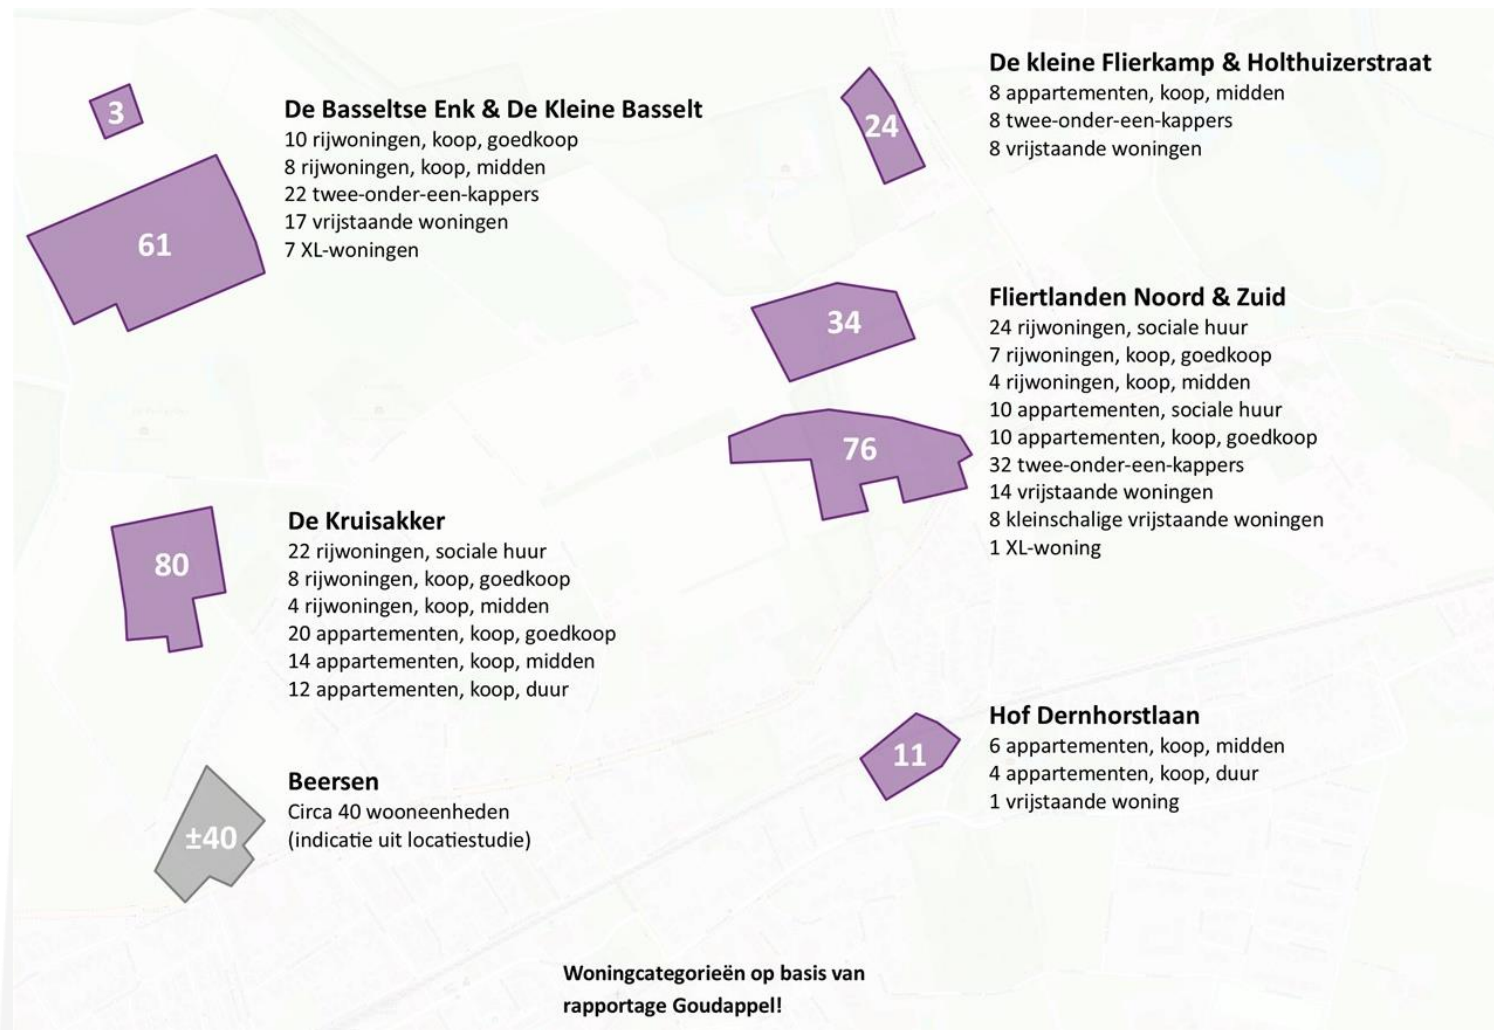 3
61
De Basseltse Enk & De Kleine Basselt
10 rijwoningen, koop, goedkoop
8 rijwoningen, koop, midden
22 twee-onder-een-kappers
17 vrijstaande woningen
7 XL-woningen
24
De kleine Flierkamp & Holthuizerstraat
8 appartementen, koop, midden
8 twee-onder-een-kappers
8 vrijstaande woningen
34
76
Fliertlanden Noord & Zuid
24 rijwoningen, sociale huur
7 rijwoningen, koop, goedkoop
4 rijwoningen, koop, midden
10 appartementen, sociale huur
10 appartementen, koop, goedkoop
32 twee-onder-een-kappers
14 vrijstaande woningen
8 kleinschalige vrijstaande woningen
1 XL-woning
80
De Kruisakker
22 rijwoningen, sociale huur
8 rijwoningen, koop, goedkoop
4 rijwoningen, koop, midden
20 appartementen, koop, goedkoop
14 appartementen, koop, midden
12 appartementen, koop, duur
11
Hof Dernhorstlaan
6 appartementen, koop, midden
4 appartementen, koop, duur
1 vrijstaande woning
±40
Beersen
Circa 40 wooneenheden
(indicatie uit locatiestudie)
Woningcategorieën op basis van
rapportage Goudappel!